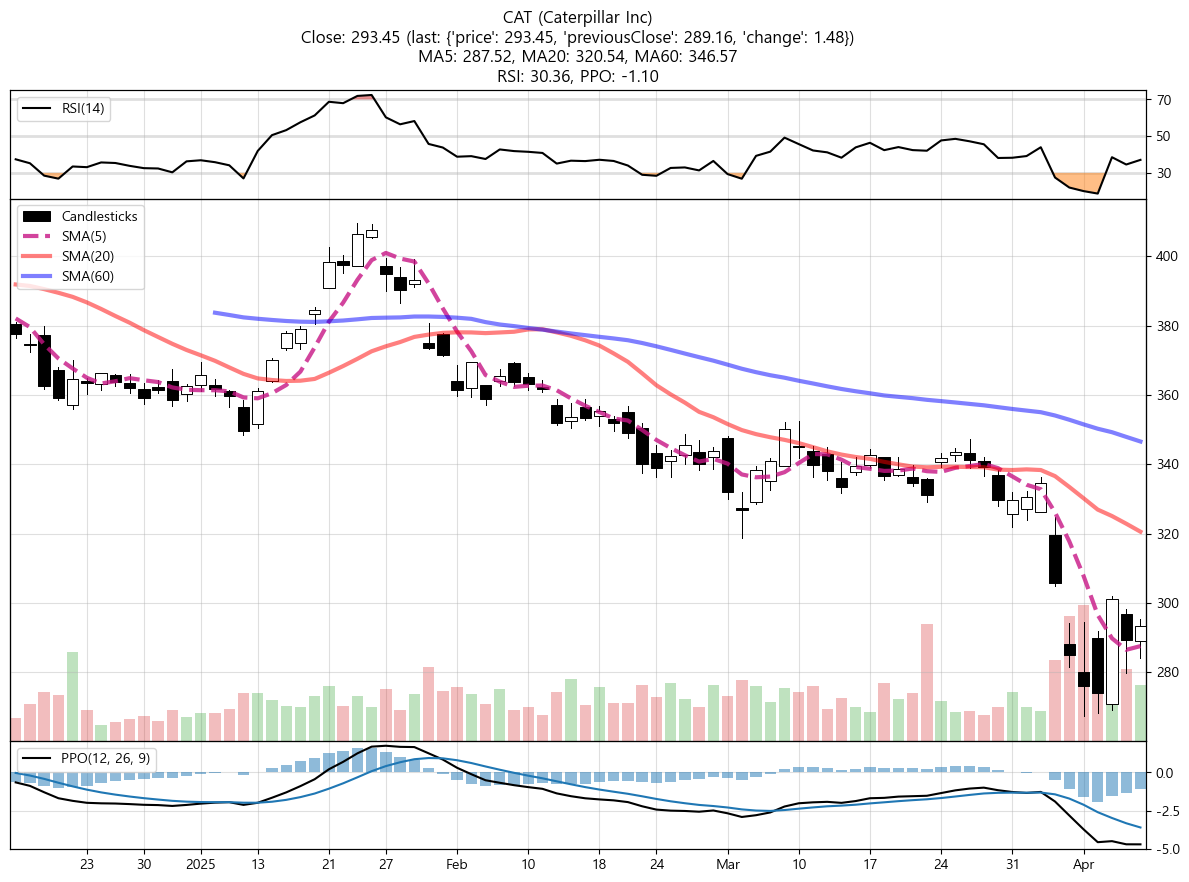 CAT (Caterpillar Inc)
Close: 293.45 (last: {'price': 293.45, 'previousClose': 289.16, 'change': 1.48})
MA5: 287.52, MA20: 320.54, MA60: 346.57
RSI: 30.36, PPO: -1.10
RSI(14)
70
50
30
Candlesticks
SMA(5)
SMA(20)
SMA(60)
400
380
360
340
320
300
280
PPO(12, 26, 9)
0.0
-2.5
-5.0
23 30 2025 13 21 27 Feb 10 18 24 Mar 10 17 24 31 Apr